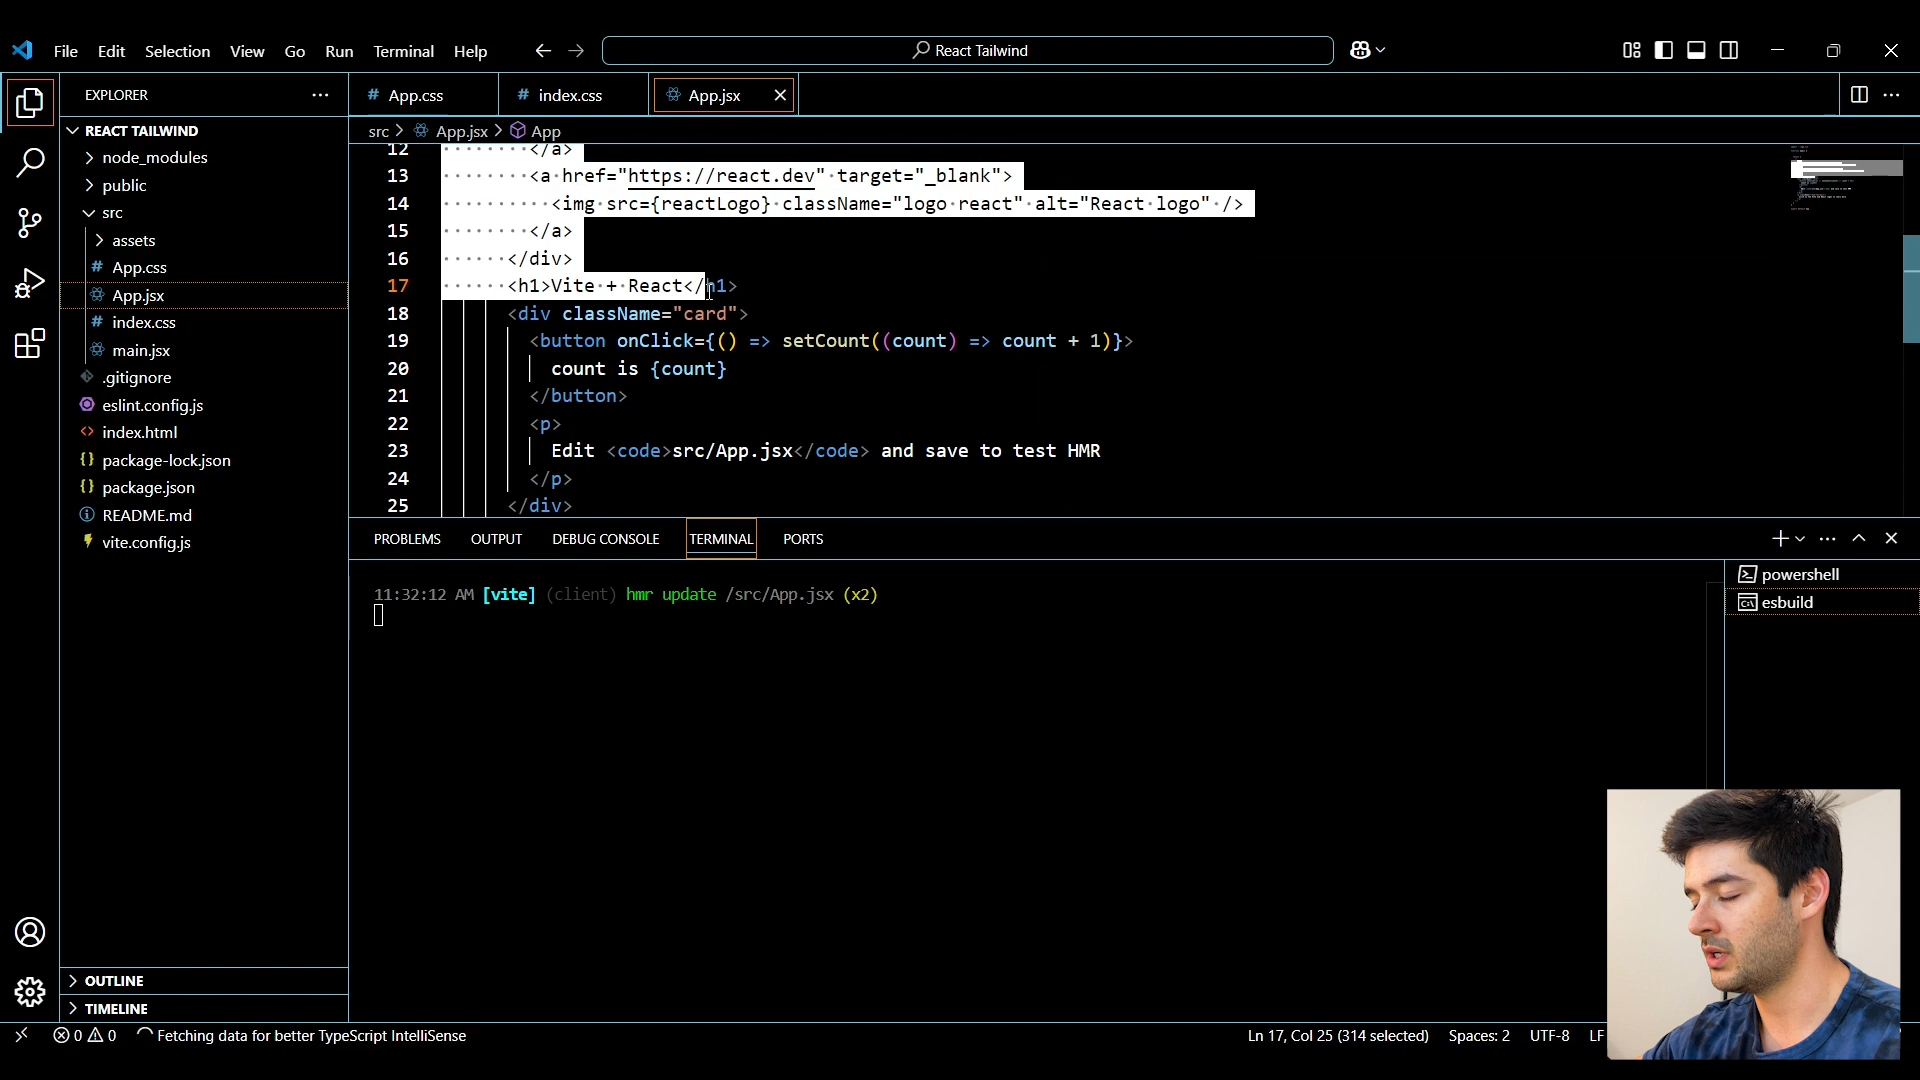 File Edit Selection View Go Run Terminal Help
React Tailwind
EXPLORER
REACT TAILWIND
node_modules
public
src
assets
App.css
App.jsx
index.css
main.jsx
.gitignore
eslint.config.js
index.html
package-lock.json
package.json
README.md
vite.config.js
OUTLINE
TIMELINE
App.css index.css App.jsx
src > App.jsx > App
12 </a>
13 <a href="https://react.dev" target="_blank">
14 <img src={reactLogo} className="logo react" alt="React logo" />
15 </a>
16 </div>
17 <h1>Vite + React</h1>
18 <div className="card">
19 <button onClick={() => setCount((count) => count + 1)}>
20 count is {count}
21 </button>
22 <p>
23 Edit <code>src/App.jsx</code> and save to test HMR
24 </p>
25 </div>
PROBLEMS OUTPUT DEBUG CONSOLE TERMINAL PORTS
11:32:12 AM [vite] (client) hmr update /src/App.jsx (x2)
powershell
esbuild
0 0 Fetching data for better TypeScript IntelliSense
Ln 17, Col 25 (314 selected) Spaces: 2 UTF-8 LF